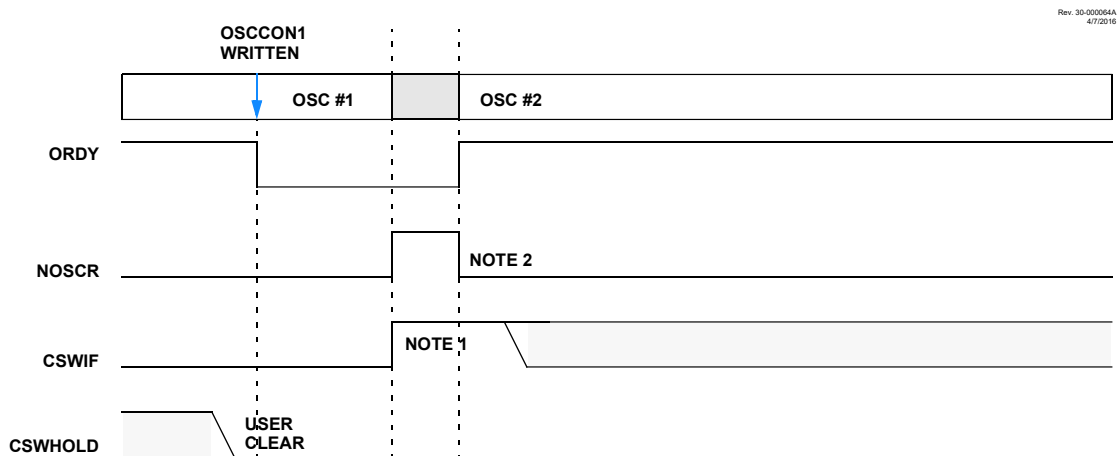 Rev. 30-000064A
4/7/2016
OSCCON1
WRITTEN
OSC #1
OSC #2
ORDY
NOSCR
NOTE 2
CSWIF
NOTE 1
CSWHOLD
USER
CLEAR